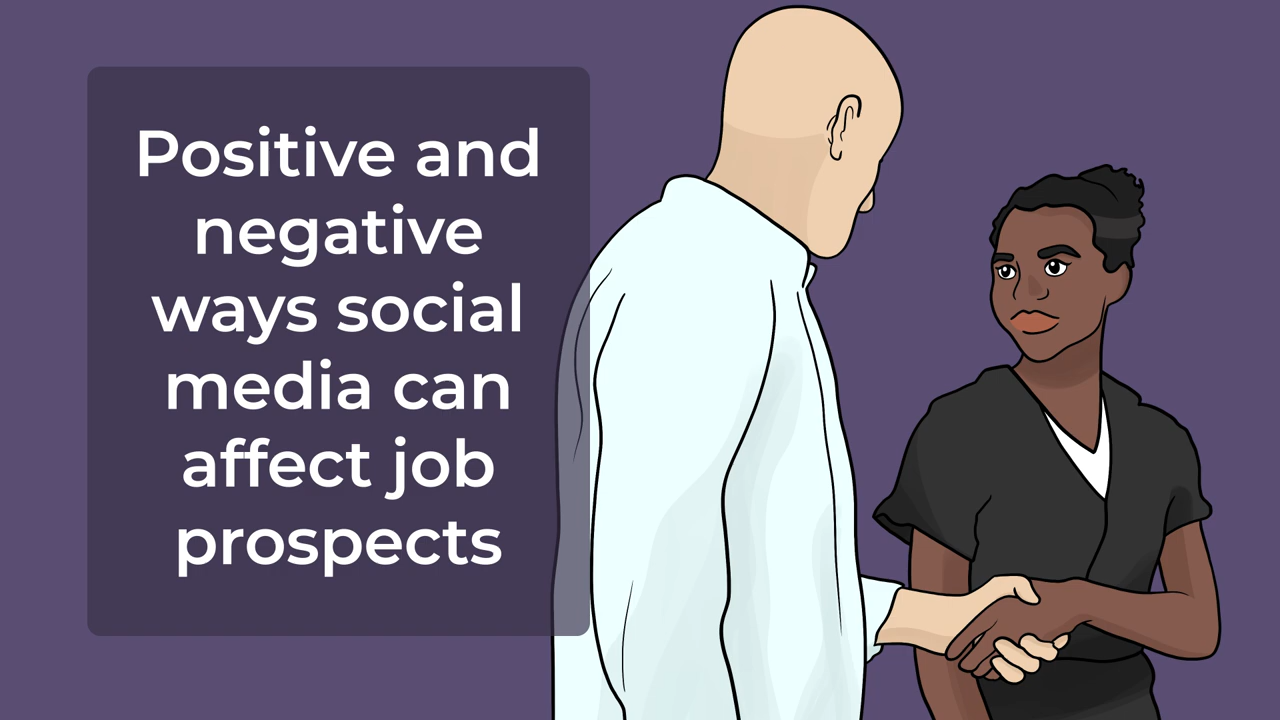 Positive and
negative
ways social
media can
affect job
prospects